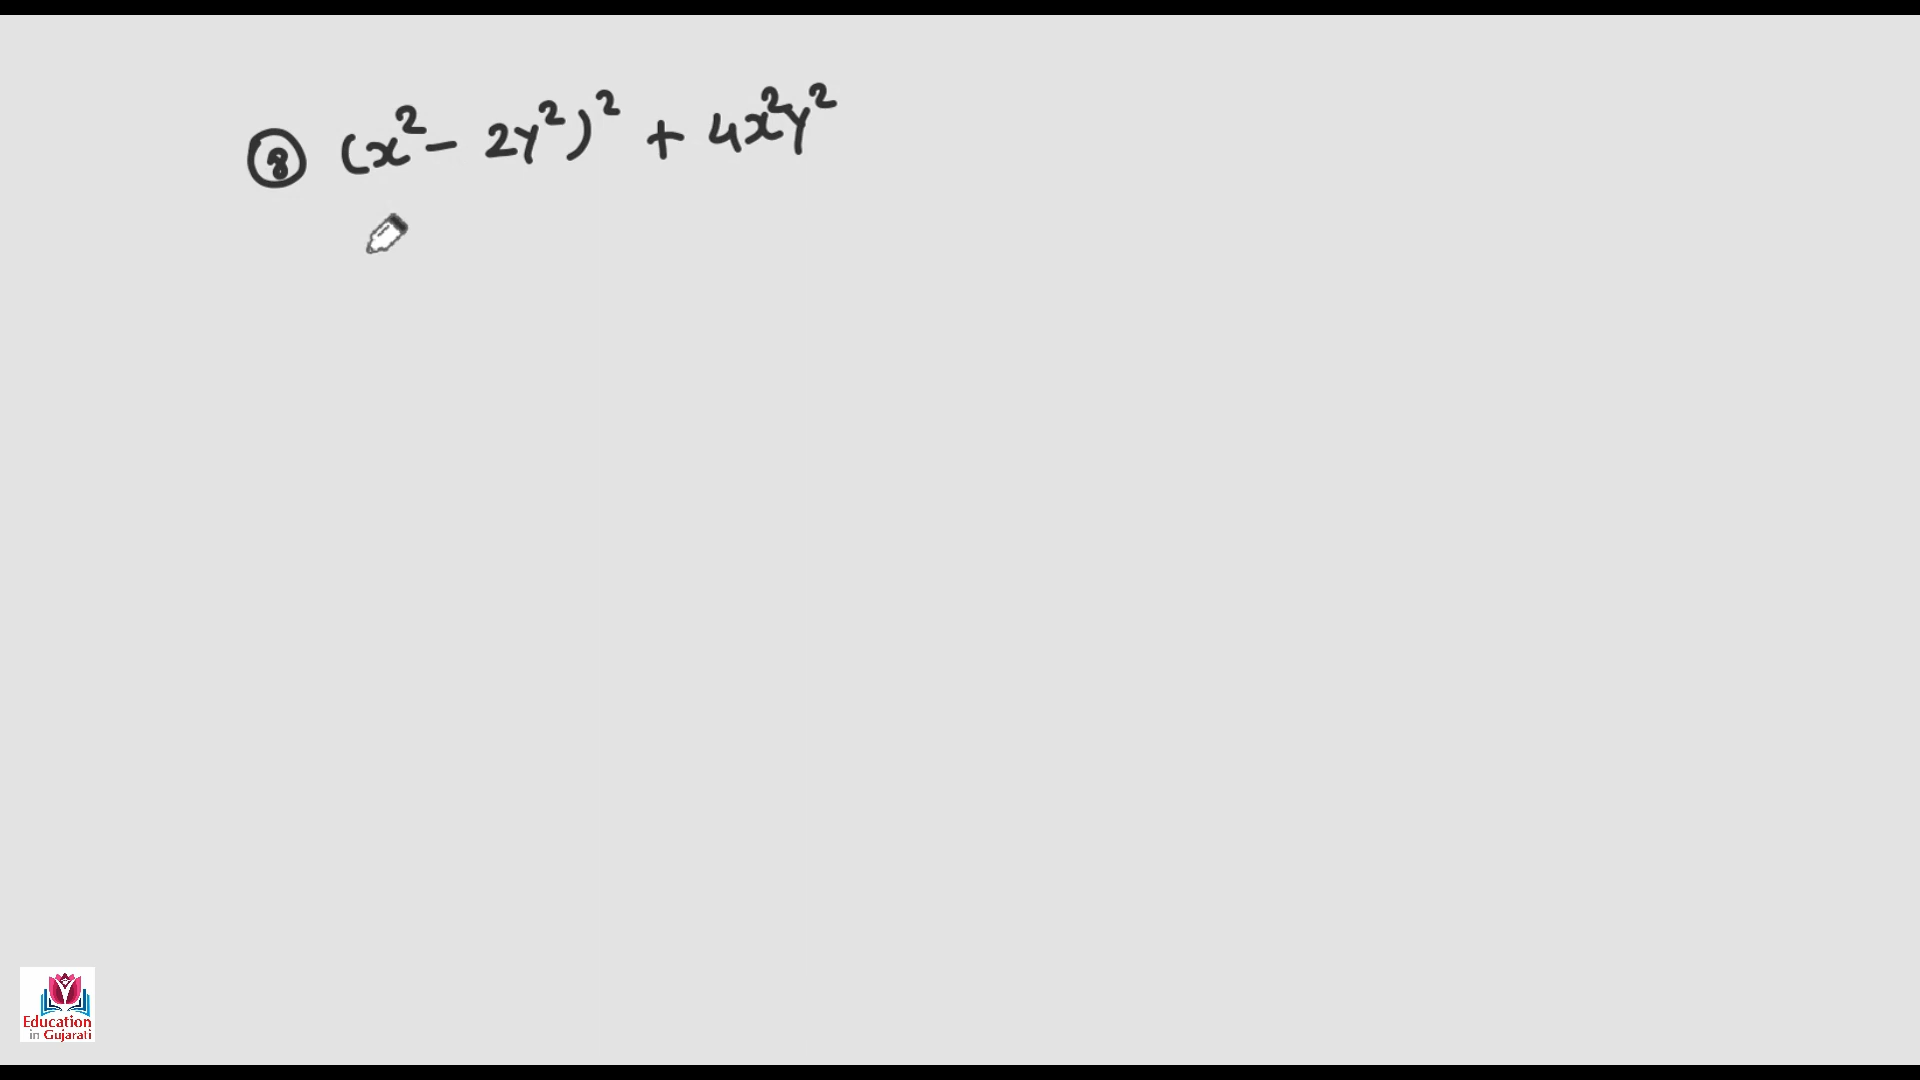 ⑧ (x² - 2y²)² + 4x²y²
Education
in Gujarati